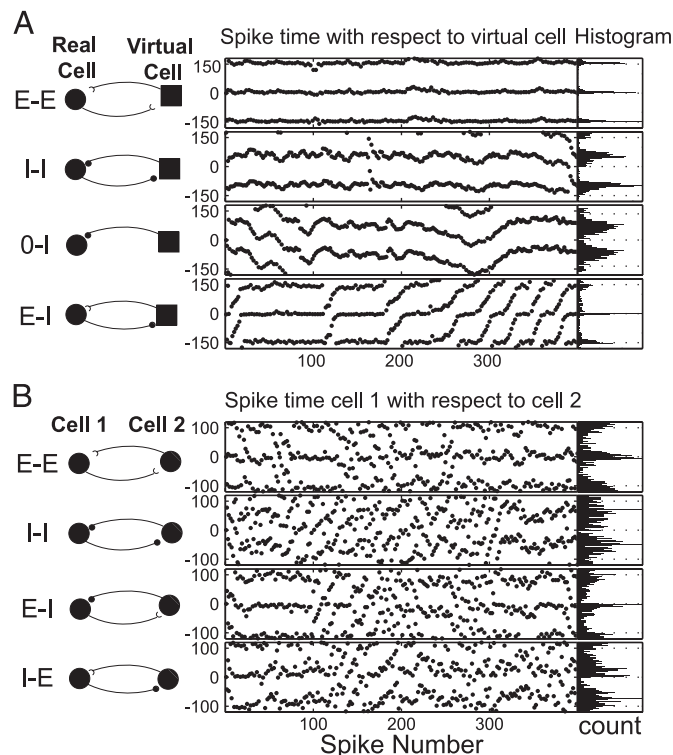 A
Real Cell
Virtual Cell
Spike time with respect to virtual cell
Histogram
E-E
150
0
-150
I-I
150
0
-150
0-I
150
0
-150
E-I
150
0
-150
100
200
300
B
Cell 1
Cell 2
Spike time cell 1 with respect to cell 2
E-E
100
0
-100
I-I
100
0
-100
E-I
100
0
-100
I-E
100
0
-100
100
200
300
count
Spike Number